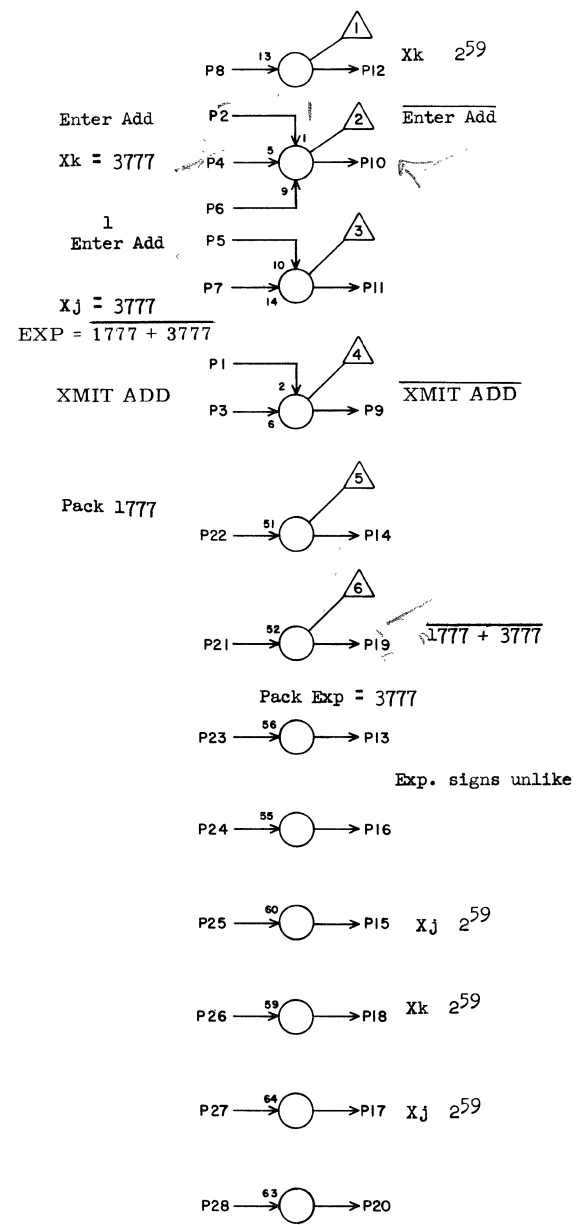 1
P8 13 P12 Xk 2^59
Enter Add P2 1 2 Enter Add
Xk = 3777 P4 5 P10
9
P6
1
Enter Add P5 3
10
P7 14 P11
Xj = 3777
EXP = 1777 + 3777
P1 4
XMIT ADD 2 XMIT ADD
P3 6 P9
5
Pack 1777
P22 51 P14
6
P21 52 P19 1777 + 3777
Pack Exp = 3777
P23 56 P13
Exp. signs unlike
P24 55 P16
P25 60 P15 Xj 2^59
P26 59 P18 Xk 2^59
P27 64 P17 Xj 2^59
P28 63 P20